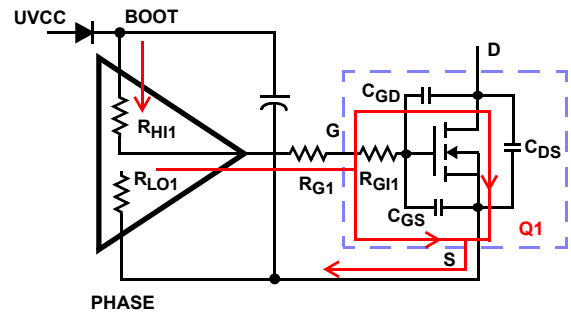 UVCC
BOOT
D
CGD
RHI1
G
CDS
RLO1
RG1
RGI1
CGS
Q1
S
PHASE